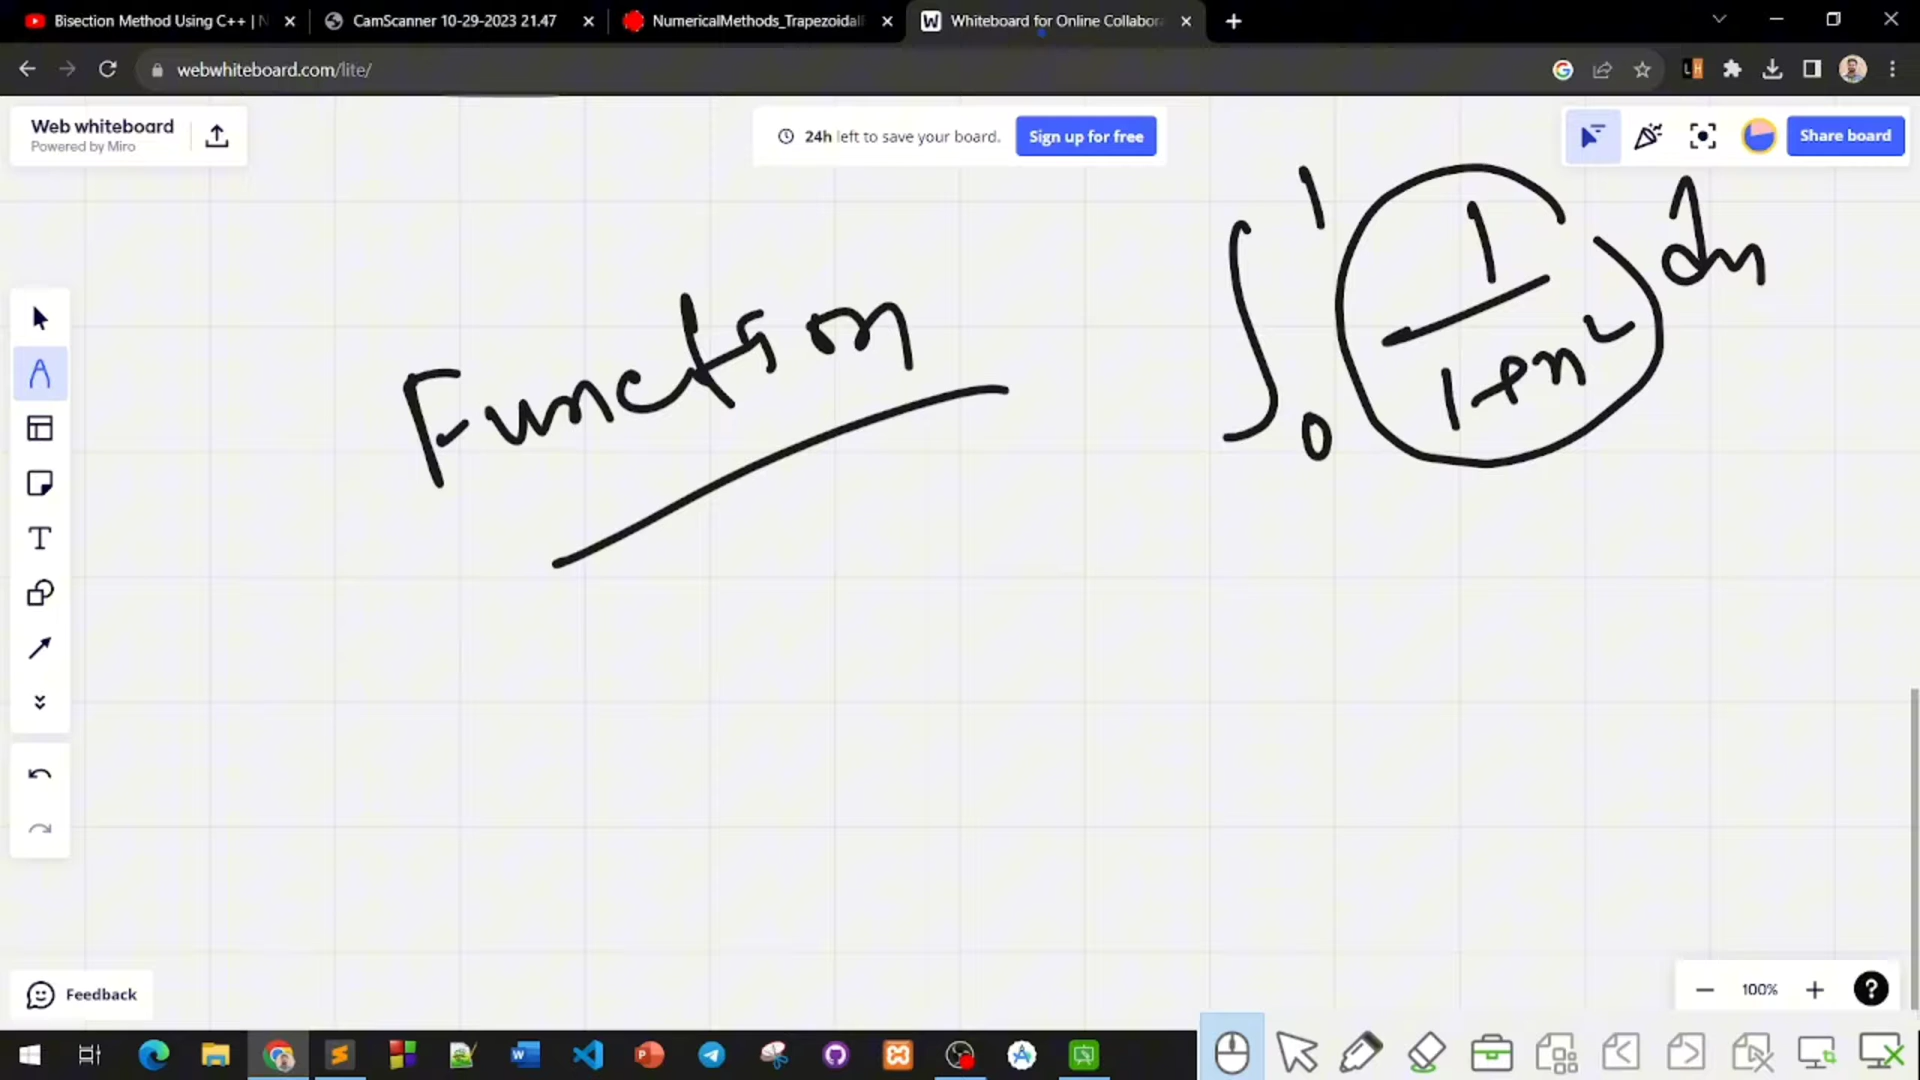 Bisection Method Using C++ | N
CamScanner 10-29-2023 21.47
NumericalMethods_Trapezoidal
Whiteboard for Online Collabora
webwhiteboard.com/lite/
Web whiteboard
Powered by Miro
24h left to save your board.
Sign up for free
Share board
Function
∫₀¹ 1/(1+x²) dx
Feedback
100%